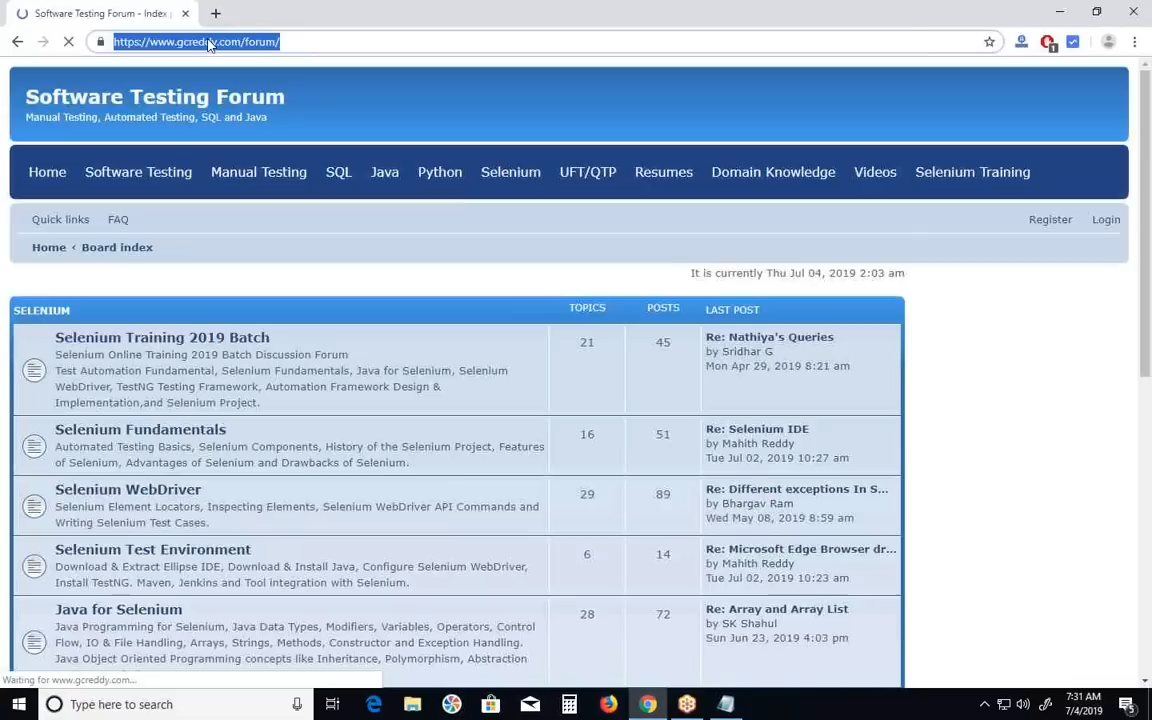 Software Testing Forum - Index
https://www.gcreddy.com/forum/
1
Software Testing Forum
Manual Testing, Automated Testing, SQL and Java
Home Software Testing Manual Testing SQL Java Python Selenium UFT/QTP Resumes Domain Knowledge Videos Selenium Training
Quick links FAQ Register Login
Home ‹ Board index
It is currently Thu Jul 04, 2019 2:03 am
SELENIUM TOPICS POSTS LAST POST
Selenium Training 2019 Batch
Selenium Online Training 2019 Batch Discussion Forum
Test Automation Fundamental, Selenium Fundamentals, Java for Selenium, Selenium
WebDriver, TestNG Testing Framework, Automation Framework Design &
Implementation,and Selenium Project.
21
45
Re: Nathiya's Queries
by Sridhar G
Mon Apr 29, 2019 8:21 am
Selenium Fundamentals
Automated Testing Basics, Selenium Components, History of the Selenium Project, Features
of Selenium, Advantages of Selenium and Drawbacks of Selenium.
16
51
Re: Selenium IDE
by Mahith Reddy
Tue Jul 02, 2019 10:27 am
Selenium WebDriver
Selenium Element Locators, Inspecting Elements, Selenium WebDriver API Commands and
Writing Selenium Test Cases.
29
89
Re: Different exceptions In S...
by Bhargav Ram
Wed May 08, 2019 8:59 am
Selenium Test Environment
Download & Extract Ellipse IDE, Download & Install Java, Configure Selenium WebDriver,
Install TestNG. Maven, Jenkins and Tool integration with Selenium.
6
14
Re: Microsoft Edge Browser dr...
by Mahith Reddy
Tue Jul 02, 2019 10:23 am
Java for Selenium
Java Programming for Selenium, Java Data Types, Modifiers, Variables, Operators, Control
Flow, IO & File Handling, Arrays, Strings, Methods, Constructor and Exception Handling.
Java Object Oriented Programming concepts like Inheritance, Polymorphism, Abstraction
28
72
Re: Array and Array List
by SK Shahul
Sun Jun 23, 2019 4:03 pm
Waiting for www.gcreddy.com...
Type here to search
7:31 AM
7/4/2019
5